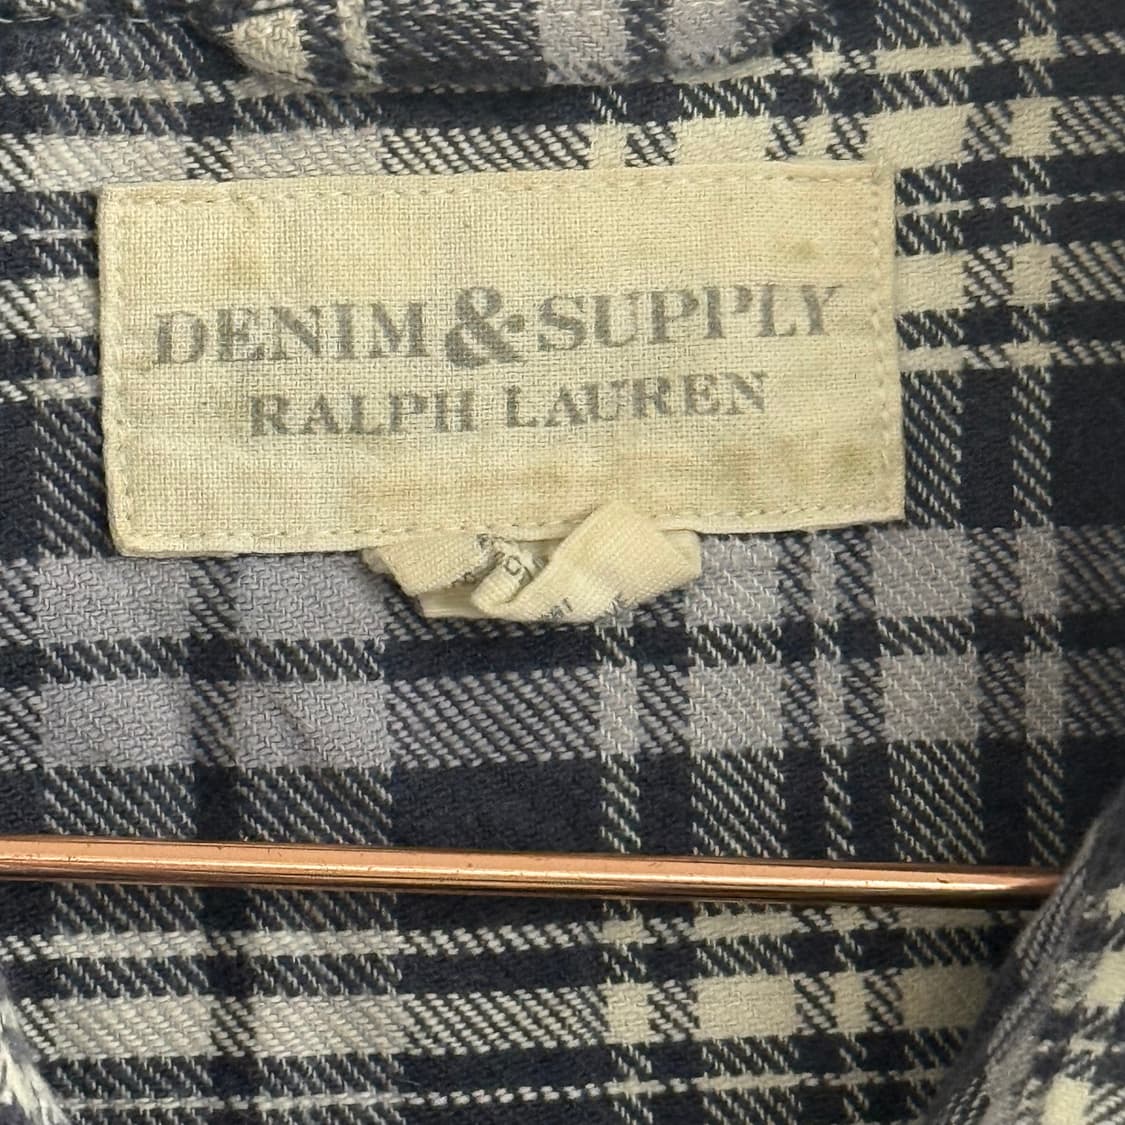 DENIM & SUPPLY
RALPH LAUREN